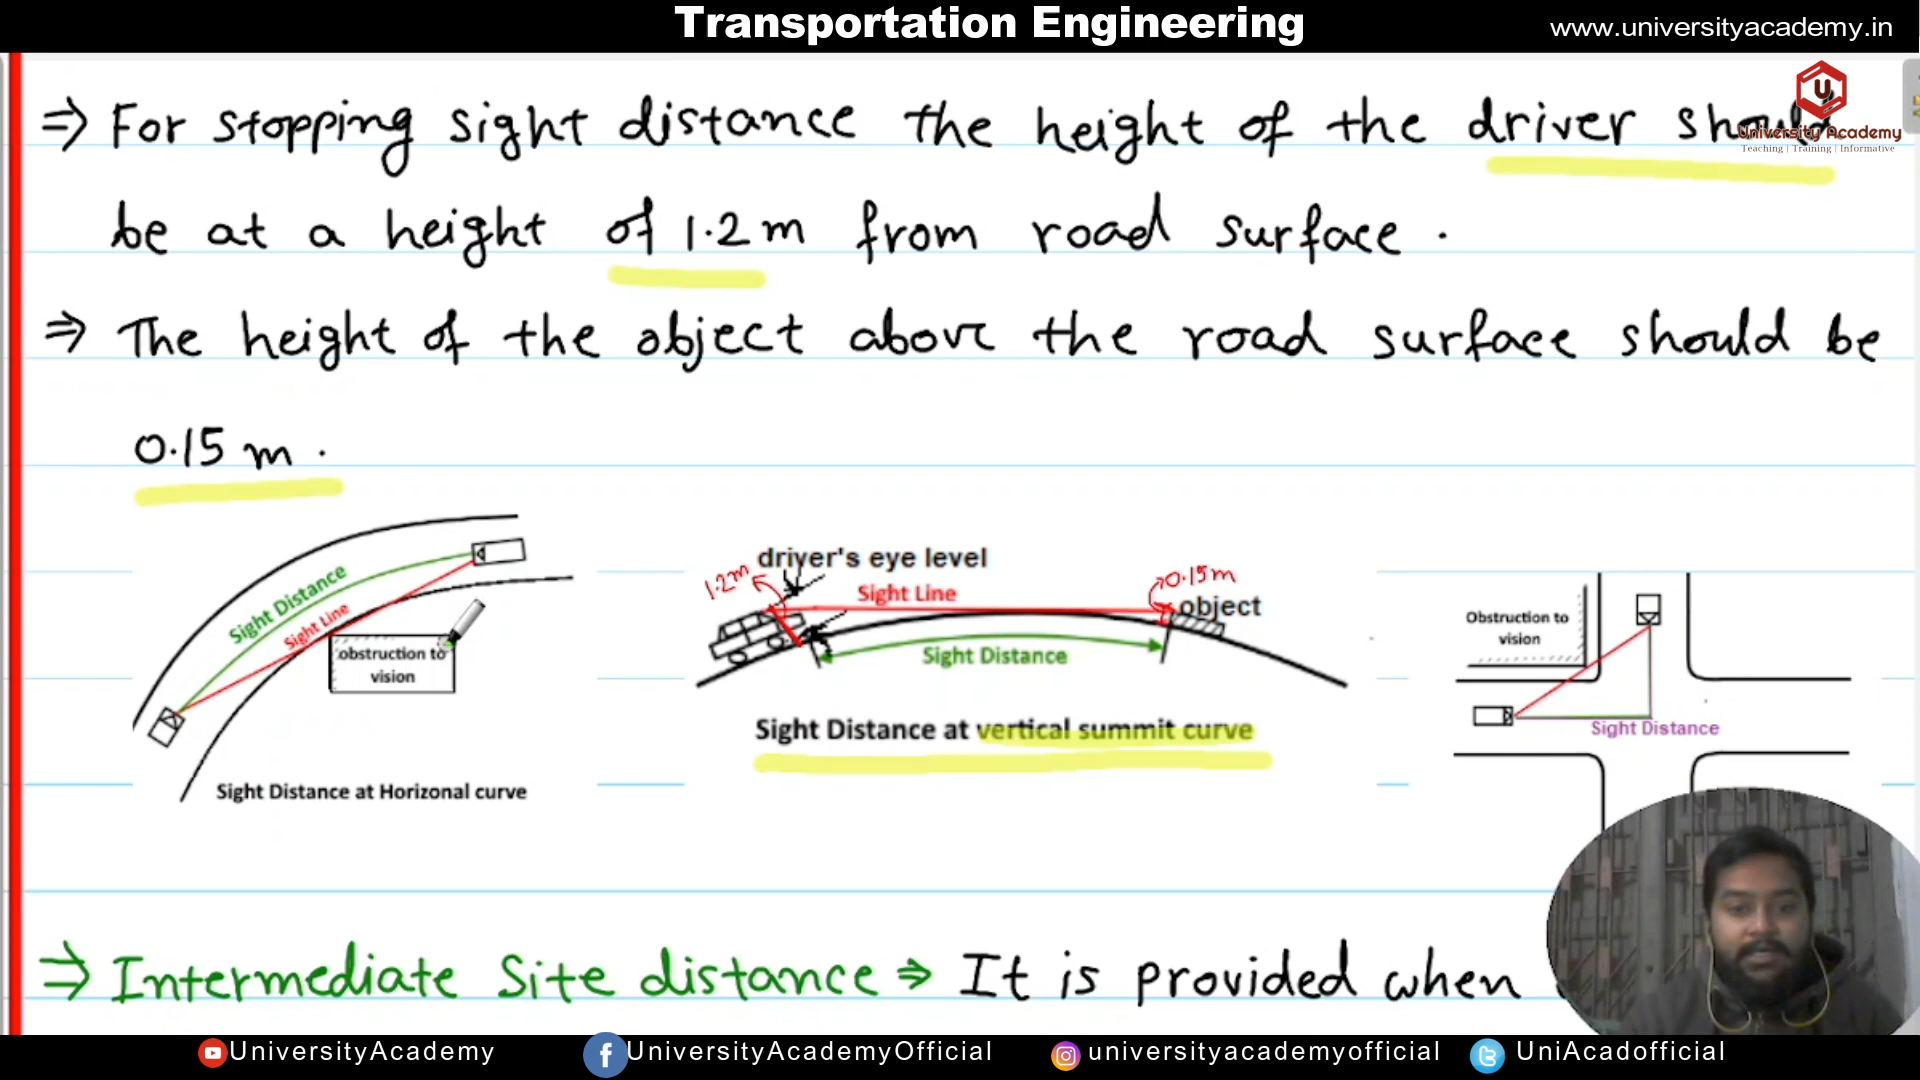 Transportation Engineering
www.universityacademy.in
U
University Academy
Teaching | Training | Informative
⇒ For stopping sight distance the height of the driver should
be at a height of 1.2 m from road surface.
⇒ The height of the object above the road surface should be
0.15 m.
Sight Distance
Sight Line
obstruction to
vision
Sight Distance at Horizonal curve
driver's eye level
1.2m
Sight Line
0.15m
object
Sight Distance
Sight Distance at vertical summit curve
Obstruction to
vision
Sight Distance
⇒ Intermediate Site distance ⇒ It is provided when
UniversityAcademy
UniversityAcademyOfficial
universityacademyofficial
UniAcadofficial